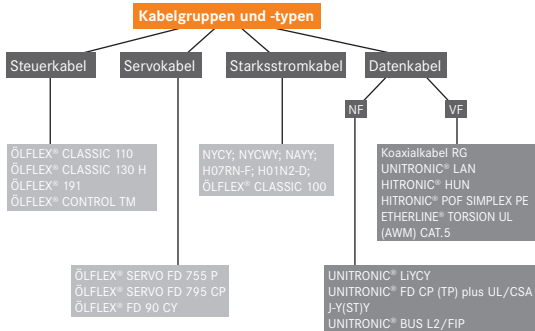 Kabelgruppen und -typen
Steuerkabel
Servokabel
Starksstromkabel
Datenkabel
NF
VF
ÖLFLEX® CLASSIC 110
ÖLFLEX® CLASSIC 130 H
ÖLFLEX® 191
ÖLFLEX® CONTROL TM
NYCY; NYCWY; NAYY;
H07RN-F; H01N2-D;
ÖLFLEX® CLASSIC 100
Koaxialkabel RG
UNITRONIC® LAN
HITRONIC® HUN
HITRONIC® POF SIMPLEX PE
ETHERLINE® TORSION UL
(AWM) CAT.5
ÖLFLEX® SERVO FD 755 P
ÖLFLEX® SERVO FD 795 CP
ÖLFLEX® FD 90 CY
UNITRONIC® LiYCY
UNITRONIC® FD CP (TP) plus UL/CSA
J-Y(ST)Y
UNITRONIC® BUS L2/FIP